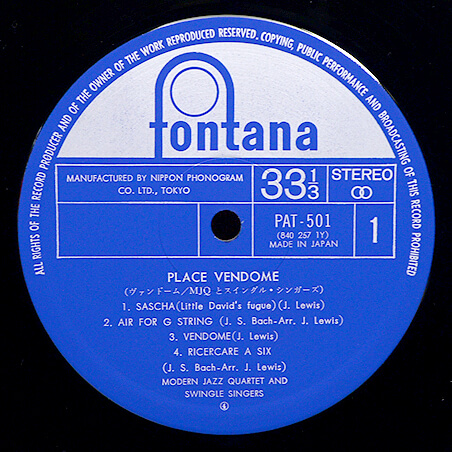 ALL RIGHTS OF THE RECORD PRODUCER AND OF THE OWNER OF THE WORK REPRODUCED RESERVED, COPYING, PUBLIC PERFORMANCE AND BROADCASTING OF THIS RECORD PROHIBITED
fontana
MANUFACTURED BY NIPPON PHONOGRAM
CO. LTD., TOKYO
33 1/3
STEREO
PAT-501
(840 257 1Y)
MADE IN JAPAN
1
PLACE VENDOME
(ヴァンドーム/MJQ とスイングル・シンガーズ)
1. SASCHA(Little David's fugue)(J. Lewis)
2. AIR FOR G STRING (J. S. Bach-Arr. J. Lewis)
3. VENDOME(J. Lewis)
4. RICERCARE A SIX
(J. S. Bach-Arr. J. Lewis)
MODERN JAZZ QUARTET AND
SWINGLE SINGERS
④